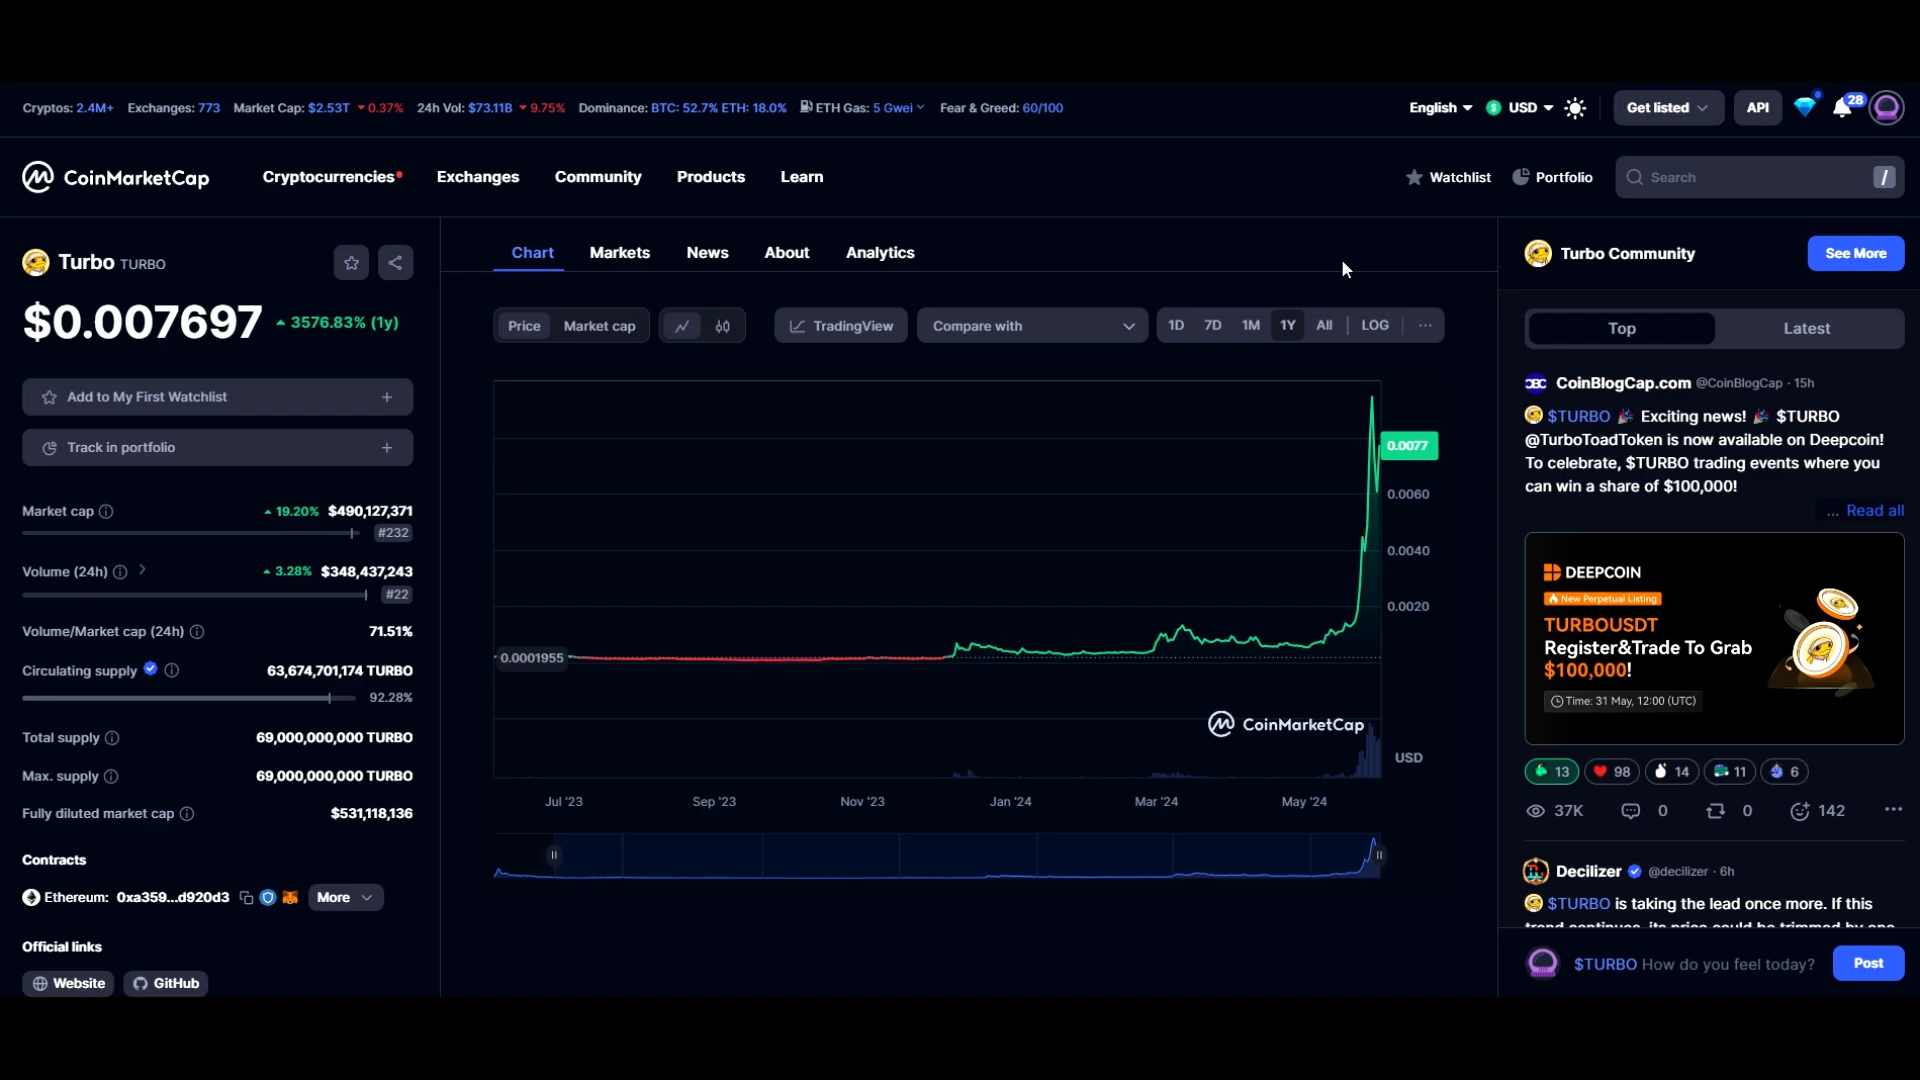 Cryptos: 2.4M+ Exchanges: 773 Market Cap: $2.53T 0.37% 24h Vol: $73.11B 9.75% Dominance: BTC: 52.7% ETH: 18.0% ETH Gas: 5 Gwei Fear & Greed: 60/100
English USD Get listed API 28
CoinMarketCap Cryptocurrencies Exchanges Community Products Learn
Watchlist Portfolio Search /
Turbo TURBO
$0.007697 3576.83% (1y)
Add to My First Watchlist +
Track in portfolio +
Market cap 19.20% $490,127,371
#232
Volume (24h) 3.28% $348,437,243
#22
Volume/Market cap (24h) 71.51%
Circulating supply 63,674,701,174 TURBO
92.28%
Total supply 69,000,000,000 TURBO
Max. supply 69,000,000,000 TURBO
Fully diluted market cap $531,118,136
Contracts
Ethereum: 0xa359...d920d3 More
Official links
Website GitHub
Chart Markets News About Analytics
Price Market cap TradingView Compare with 1D 7D 1M 1Y All LOG ...
0.0077
0.0060
0.0040
0.0020
0.0001955
CoinMarketCap
USD
Jul '23 Sep '23 Nov '23 Jan '24 Mar '24 May '24
Turbo Community See More
Top Latest
CoinBlogCap.com @CoinBlogCap · 15h
$TURBO 🎉 Exciting news! 🎉 $TURBO
@TurboToadToken is now available on Deepcoin!
To celebrate, $TURBO trading events where you
can win a share of $100,000!
... Read all
DEEPCOIN
New Perpetual Listing
TURBOUSDT
Register&Trade To Grab
$100,000!
Time: 31 May, 12:00 (UTC)
13 98 14 11 6
37K 0 0 142 ...
Decilizer @decilizer · 6h
$TURBO is taking the lead once more. If this
trend continues, its price could be trimmed by one
$TURBO How do you feel today? Post